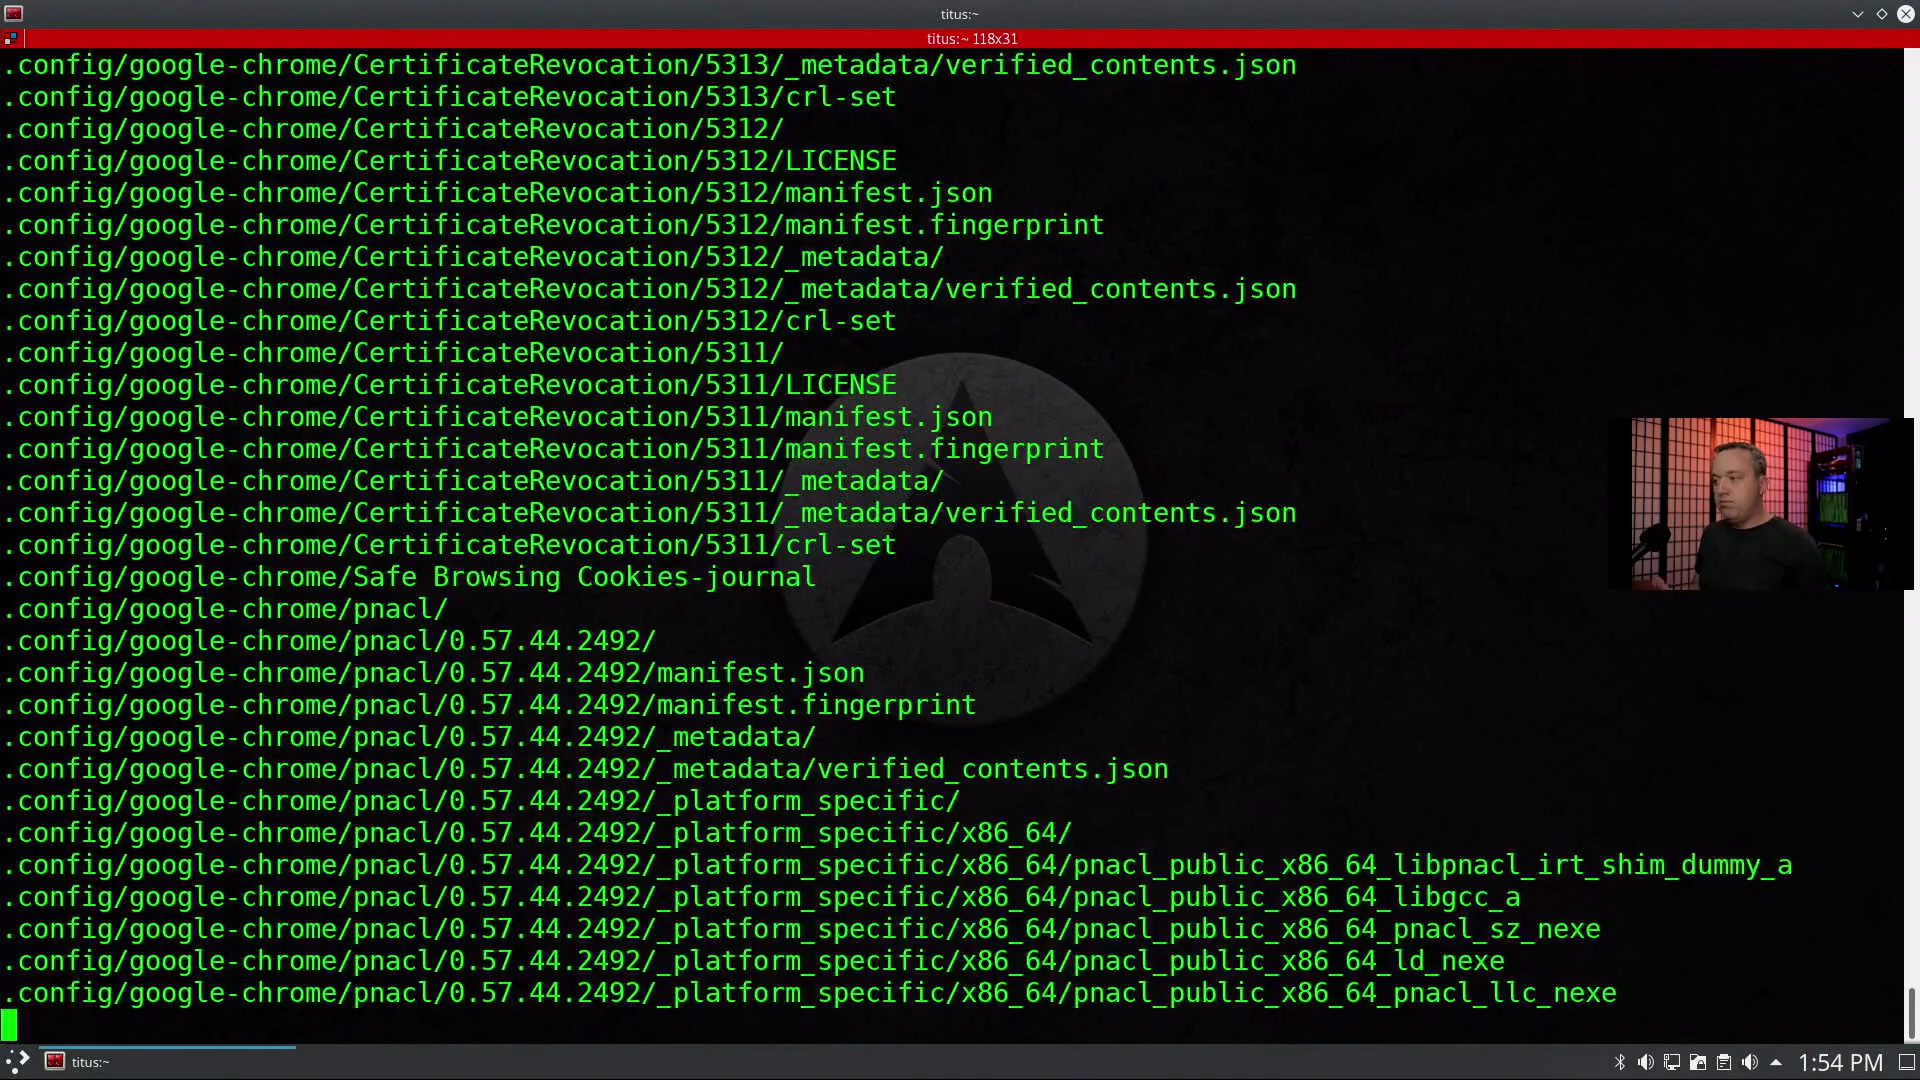 titus:~
titus:~ 118x31
.config/google-chrome/CertificateRevocation/5313/_metadata/verified_contents.json
.config/google-chrome/CertificateRevocation/5313/crl-set
.config/google-chrome/CertificateRevocation/5312/
.config/google-chrome/CertificateRevocation/5312/LICENSE
.config/google-chrome/CertificateRevocation/5312/manifest.json
.config/google-chrome/CertificateRevocation/5312/manifest.fingerprint
.config/google-chrome/CertificateRevocation/5312/_metadata/
.config/google-chrome/CertificateRevocation/5312/_metadata/verified_contents.json
.config/google-chrome/CertificateRevocation/5312/crl-set
.config/google-chrome/CertificateRevocation/5311/
.config/google-chrome/CertificateRevocation/5311/LICENSE
.config/google-chrome/CertificateRevocation/5311/manifest.json
.config/google-chrome/CertificateRevocation/5311/manifest.fingerprint
.config/google-chrome/CertificateRevocation/5311/_metadata/
.config/google-chrome/CertificateRevocation/5311/_metadata/verified_contents.json
.config/google-chrome/CertificateRevocation/5311/crl-set
.config/google-chrome/Safe Browsing Cookies-journal
.config/google-chrome/pnacl/
.config/google-chrome/pnacl/0.57.44.2492/
.config/google-chrome/pnacl/0.57.44.2492/manifest.json
.config/google-chrome/pnacl/0.57.44.2492/manifest.fingerprint
.config/google-chrome/pnacl/0.57.44.2492/_metadata/
.config/google-chrome/pnacl/0.57.44.2492/_metadata/verified_contents.json
.config/google-chrome/pnacl/0.57.44.2492/_platform_specific/
.config/google-chrome/pnacl/0.57.44.2492/_platform_specific/x86_64/
.config/google-chrome/pnacl/0.57.44.2492/_platform_specific/x86_64/pnacl_public_x86_64_libpnacl_irt_shim_dummy_a
.config/google-chrome/pnacl/0.57.44.2492/_platform_specific/x86_64/pnacl_public_x86_64_libgcc_a
.config/google-chrome/pnacl/0.57.44.2492/_platform_specific/x86_64/pnacl_public_x86_64_pnacl_sz_nexe
.config/google-chrome/pnacl/0.57.44.2492/_platform_specific/x86_64/pnacl_public_x86_64_ld_nexe
.config/google-chrome/pnacl/0.57.44.2492/_platform_specific/x86_64/pnacl_public_x86_64_pnacl_llc_nexe
titus:~
1:54 PM